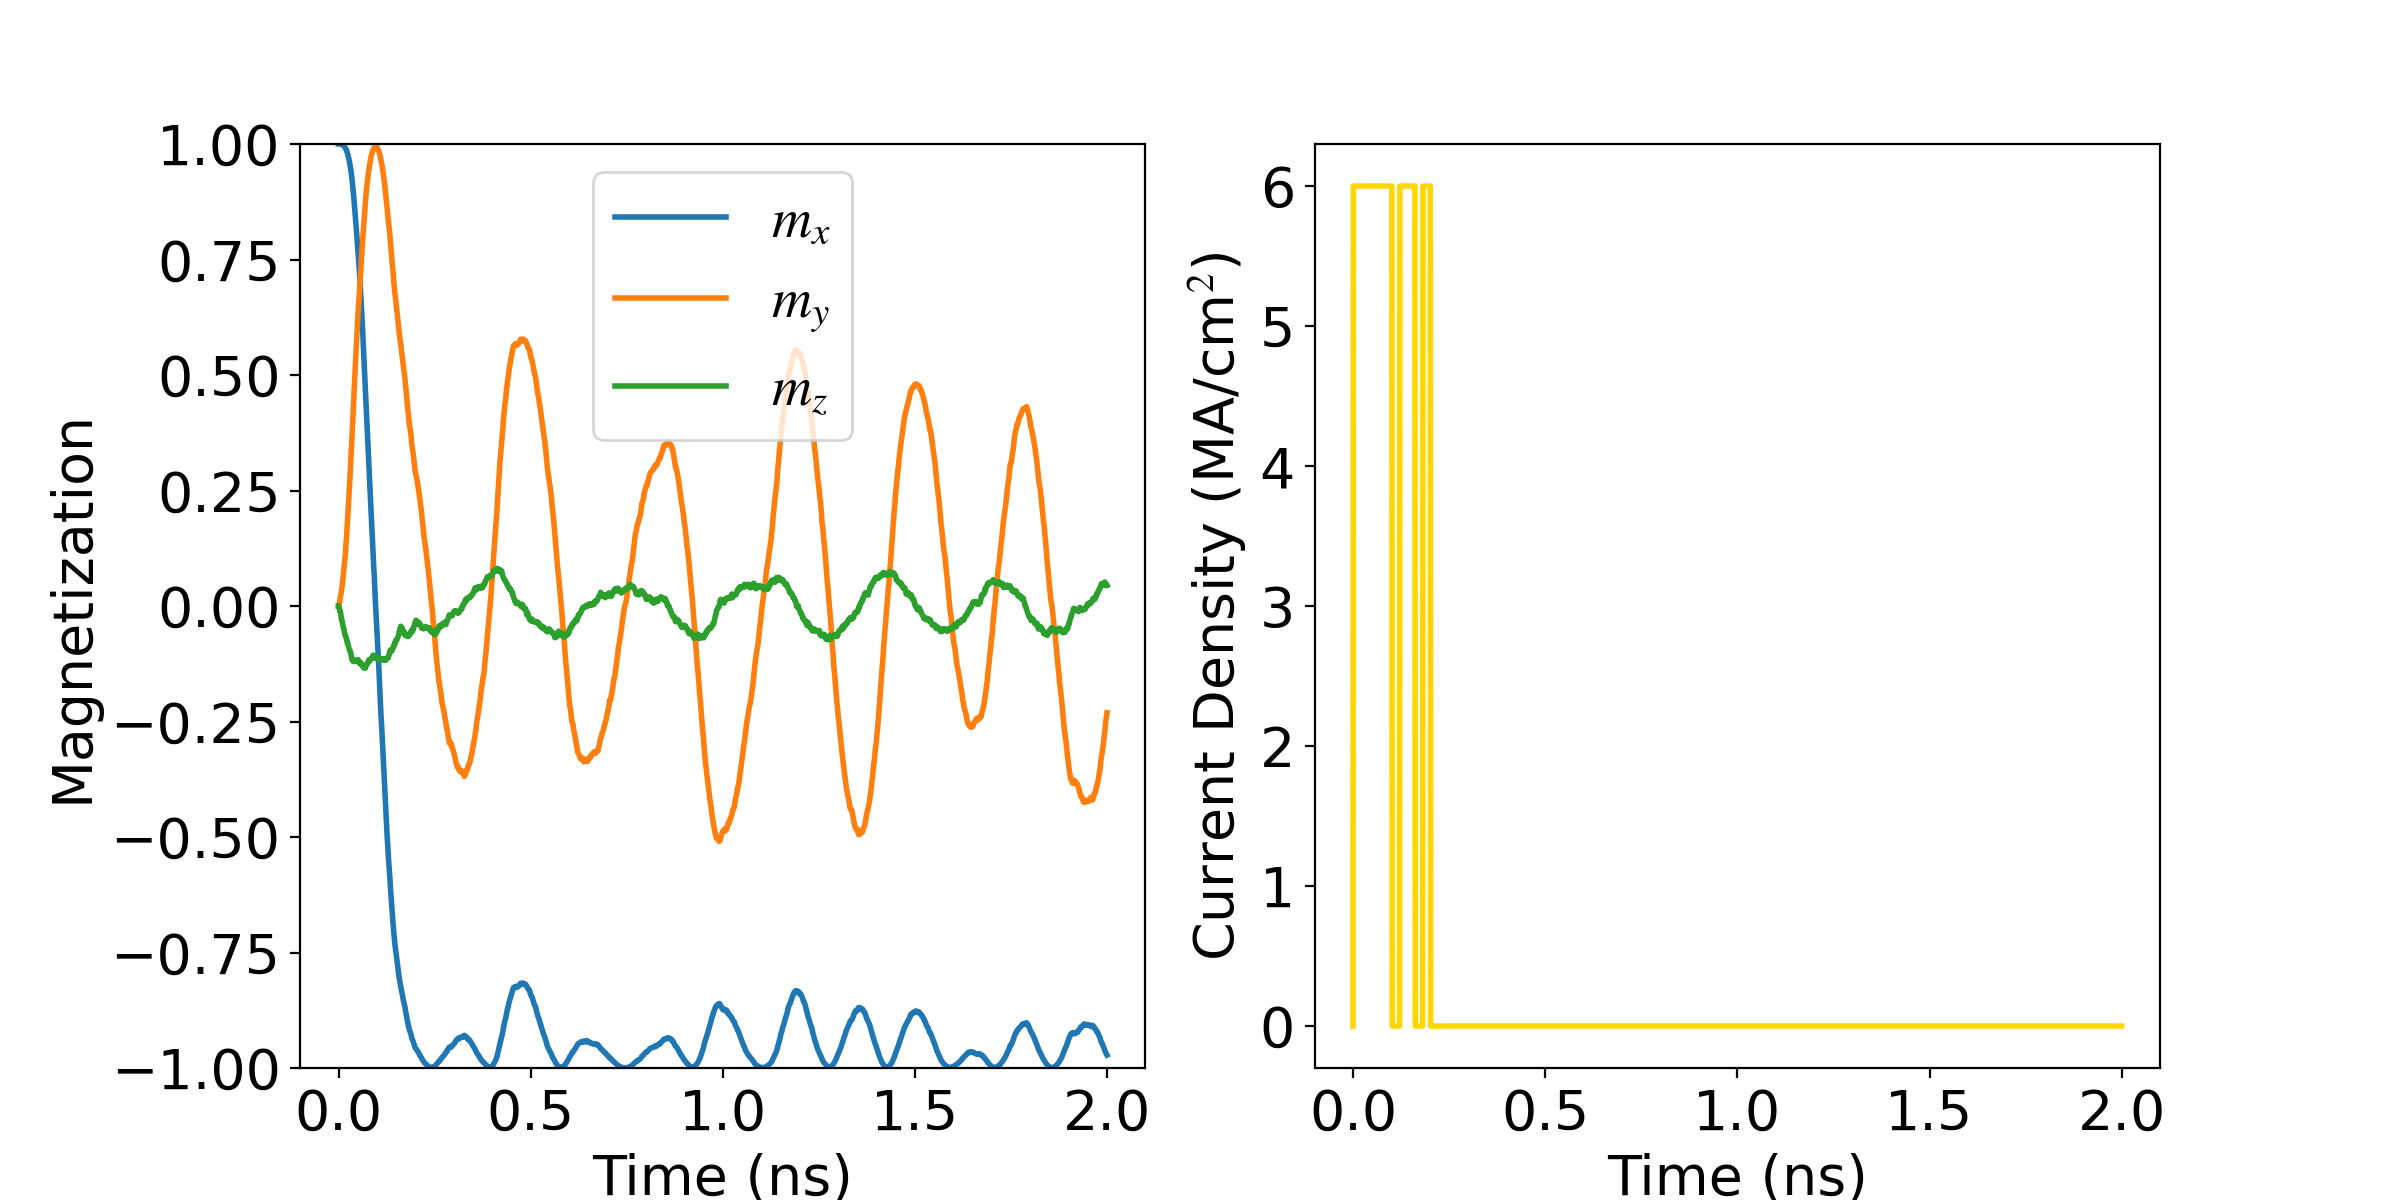 1.00
0.75
0.50
0.25
0.00
−0.25
−0.50
−0.75
−1.00
Magnetization
0.0 0.5 1.0 1.5 2.0
Time (ns)
m_x
m_y
m_z
6
5
4
3
2
1
0
Current Density (MA/cm²)
0.0 0.5 1.0 1.5 2.0
Time (ns)